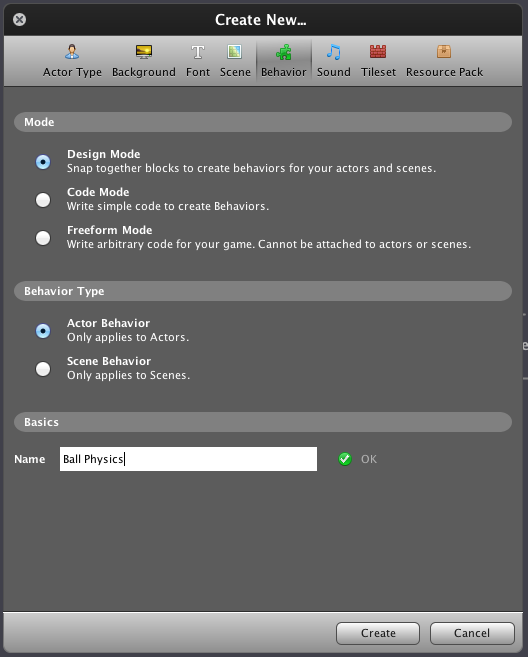 Create New...
Actor Type Background Font Scene Behavior Sound Tileset Resource Pack
Mode
Design Mode
Snap together blocks to create behaviors for your actors and scenes.
Code Mode
Write simple code to create Behaviors.
Freeform Mode
Write arbitrary code for your game. Cannot be attached to actors or scenes.
Behavior Type
Actor Behavior
Only applies to Actors.
Scene Behavior
Only applies to Scenes.
Basics
Name Ball Physics OK
Create Cancel